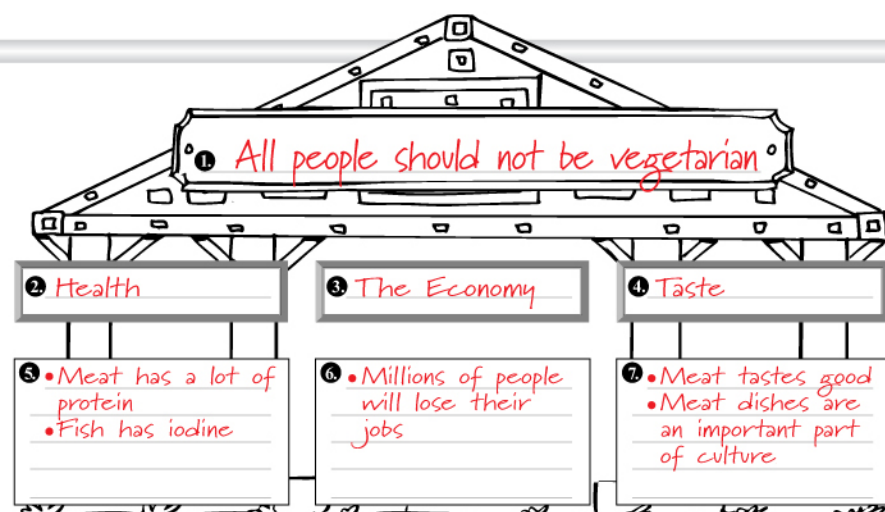 1. All people should not be vegetarian
2. Health
3. The Economy
4. Taste
5. • Meat has a lot of
protein
• Fish has iodine
6. • Millions of people
will lose their
jobs
7. • Meat tastes good
• Meat dishes are
an important part
of culture